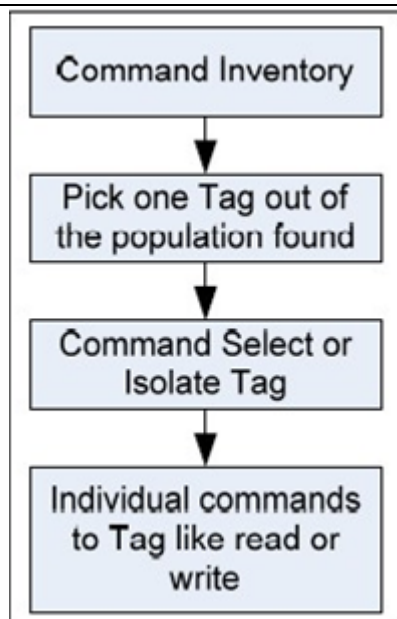 Command Inventory
Pick one Tag out of
the population found
Command Select or
Isolate Tag
Individual commands
to Tag like read or
write